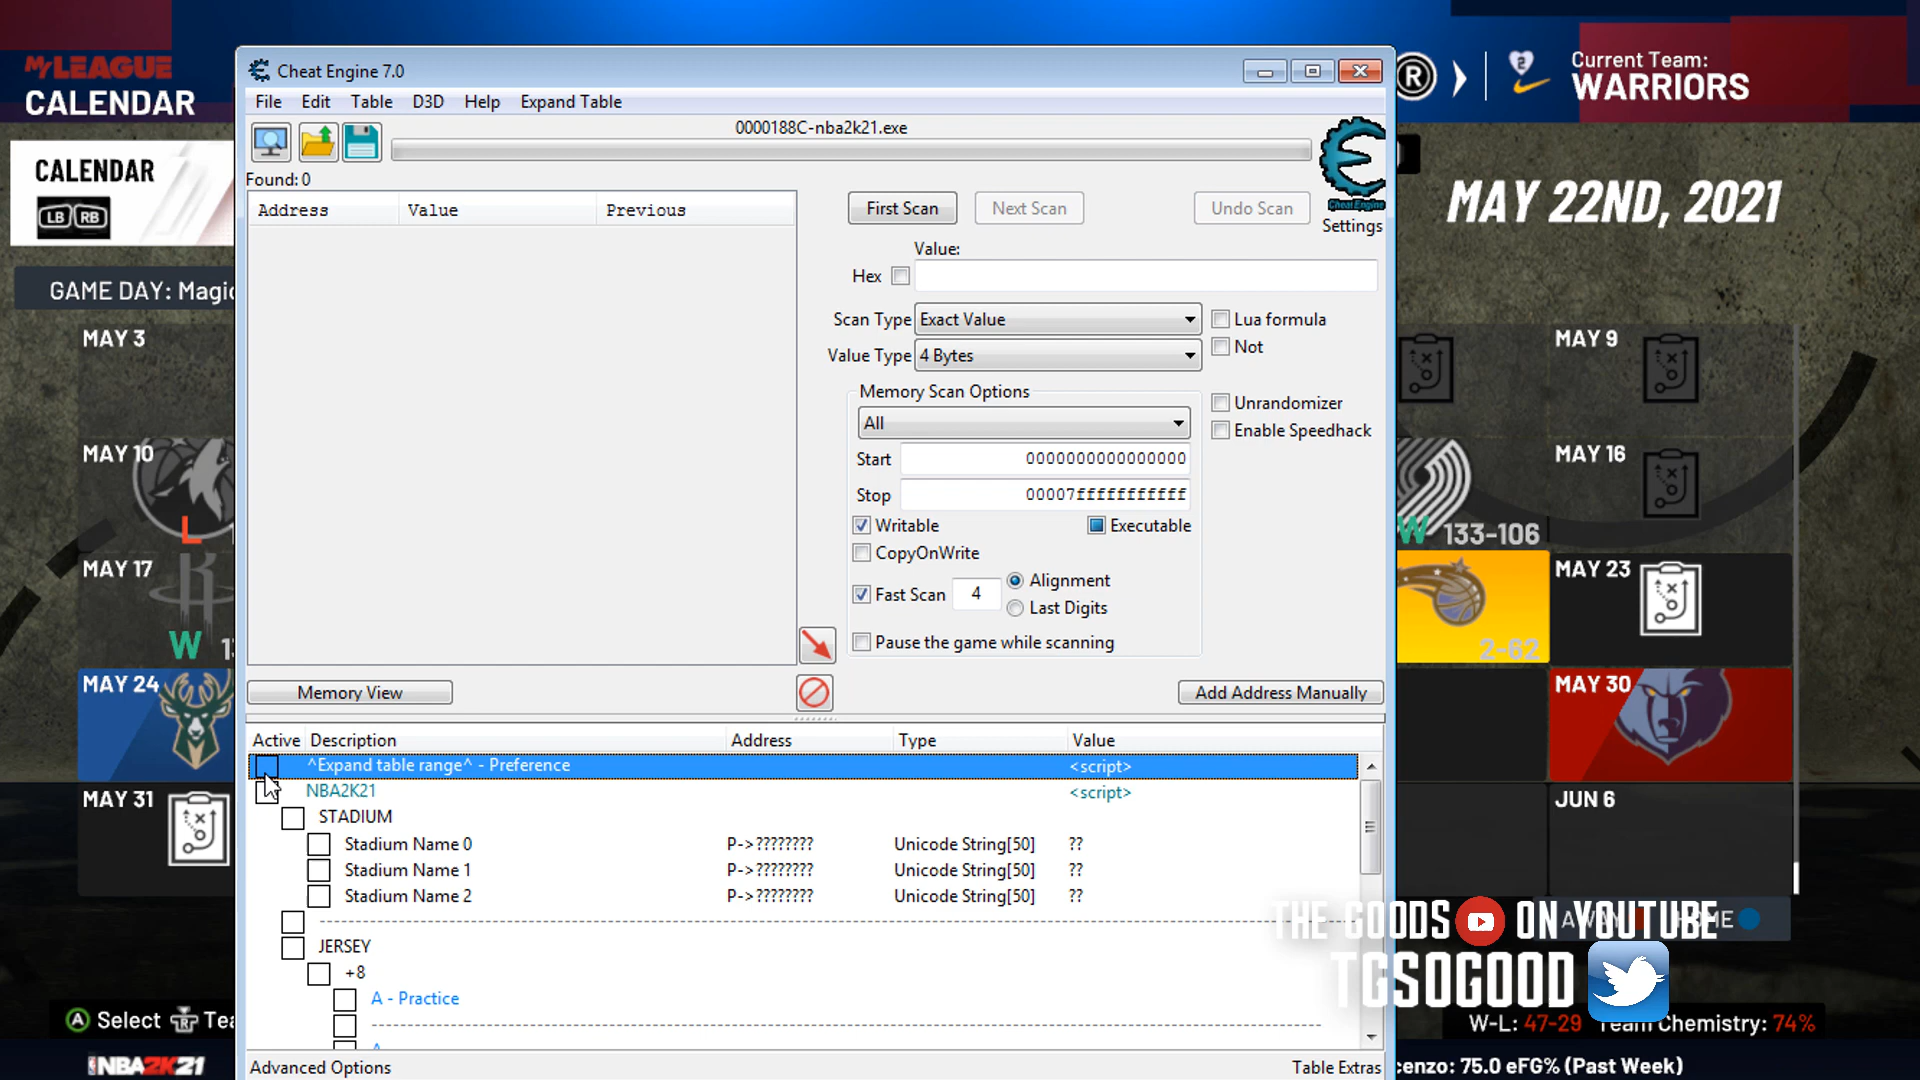 MyLEAGUE
CALENDAR
Current Team:
WARRIORS
Cheat Engine 7.0
File Edit Table D3D Help Expand Table
0000188C-nba2k21.exe
CALENDAR
LB RB
Found: 0
Address Value Previous
First Scan Next Scan Undo Scan
Cheat Engine
Settings
MAY 22ND, 2021
Value:
Hex
GAME DAY: Magic
Scan Type Exact Value Lua formula
Value Type 4 Bytes Not
MAY 3
MAY 9
Memory Scan Options
All
Unrandomizer
Enable Speedhack
MAY 10
L
Start 0000000000000000
Stop 00007fffffffffff
MAY 16
W 133-106
Writable Executable
CopyOnWrite
Fast Scan 4 Alignment
Last Digits
Pause the game while scanning
MAY 17
W
MAY 23
2-62
Memory View Add Address Manually
MAY 24
MAY 30
Active Description Address Type Value
^Expand table range^ - Preference <script>
NBA2K21 <script>
STADIUM
Stadium Name 0 P->???????? Unicode String[50] ??
Stadium Name 1 P->???????? Unicode String[50] ??
Stadium Name 2 P->???????? Unicode String[50] ??
JERSEY
+8
A - Practice
MAY 31
JUN 6
THE GOODS ON YOUTUBE
TGSOGOOD
A Select R
W-L: 47-29 Team Chemistry: 74%
NBA2K21
Advanced Options Table Extras
cenzo: 75.0 eFG% (Past Week)